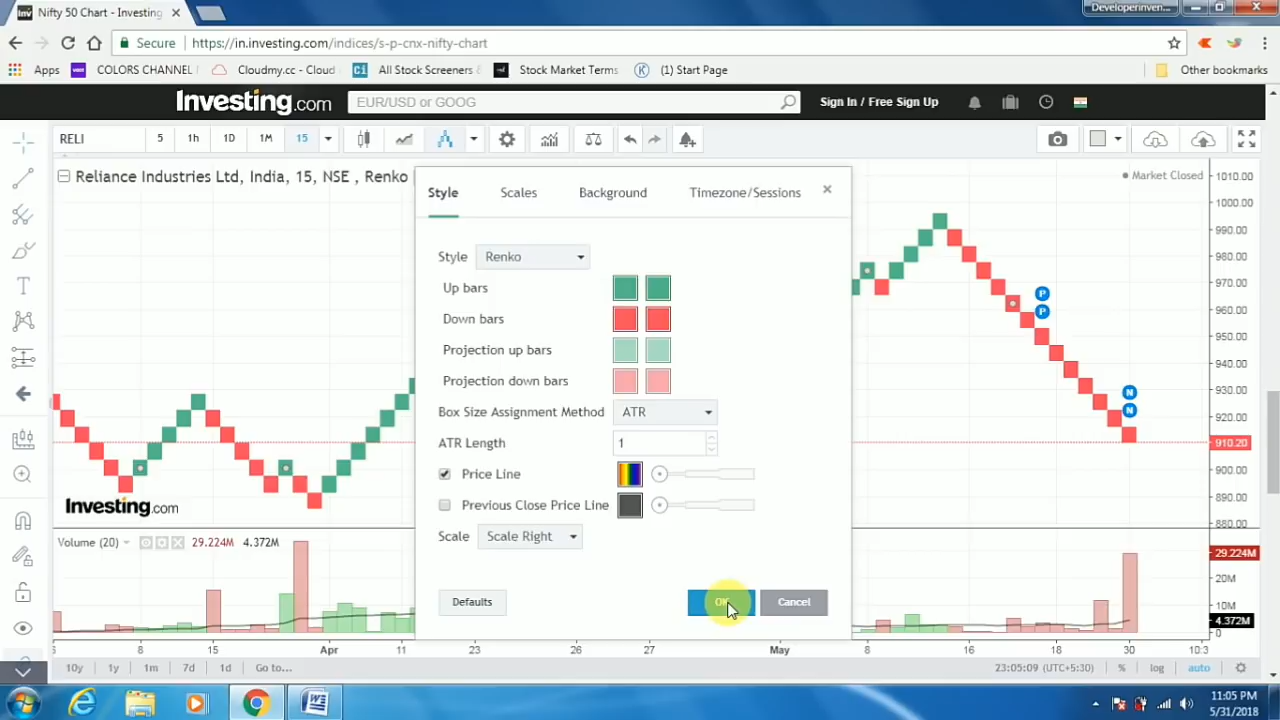 Nifty 50 Chart - Investing
Developerinven...
Secure
https://in.investing.com/indices/s-p-cnx-nifty-chart
Apps
COLORS CHANNEL
Cloudmy.cc - Cloud
All Stock Screeners &
Stock Market Terms
(1) Start Page
Other bookmarks
Investing.com
EUR/USD or GOOG
Sign In / Free Sign Up
RELI
5
1h
1D
1M
15
Reliance Industries Ltd, India, 15, NSE , Renko
Market Closed
Style
Scales
Background
Timezone/Sessions
Style
Renko
Up bars
Down bars
Projection up bars
Projection down bars
Box Size Assignment Method
ATR
ATR Length
1
Price Line
Previous Close Price Line
Scale
Scale Right
Defaults
OK
Cancel
P
P
N
N
1010.00
1000.00
990.00
980.00
970.00
960.00
950.00
940.00
930.00
920.00
910.20
900.00
890.00
880.00
Investing.com
Volume (20)
29.224M
4.372M
29.224M
20M
10M
4.372M
0
8
15
Apr
11
23
26
27
May
8
16
30
10:3
10y
1y
1m
7d
1d
Go to...
23:05:09 (UTC+5:30)
%
log
auto
11:05 PM
5/31/2018